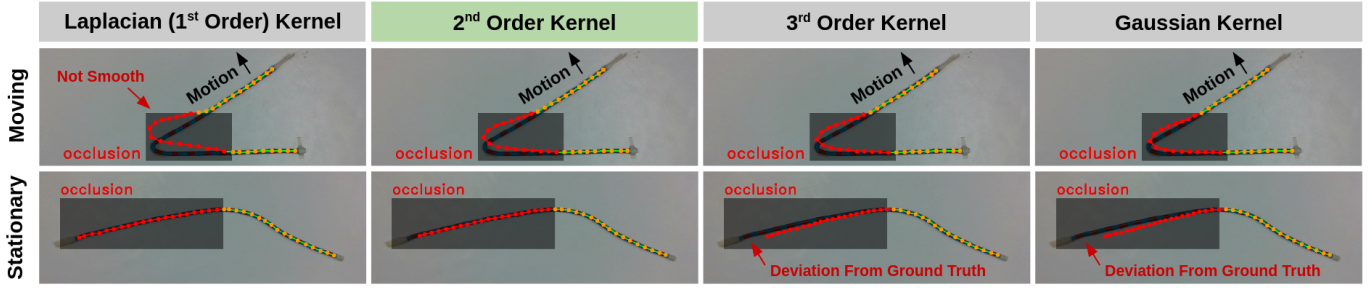 Laplacian (1st Order) Kernel
2nd Order Kernel
3rd Order Kernel
Gaussian Kernel
Moving
Not Smooth
Motion
occlusion
Motion
occlusion
Motion
occlusion
Motion
occlusion
Stationary
occlusion
occlusion
occlusion
Deviation From Ground Truth
occlusion
Deviation From Ground Truth